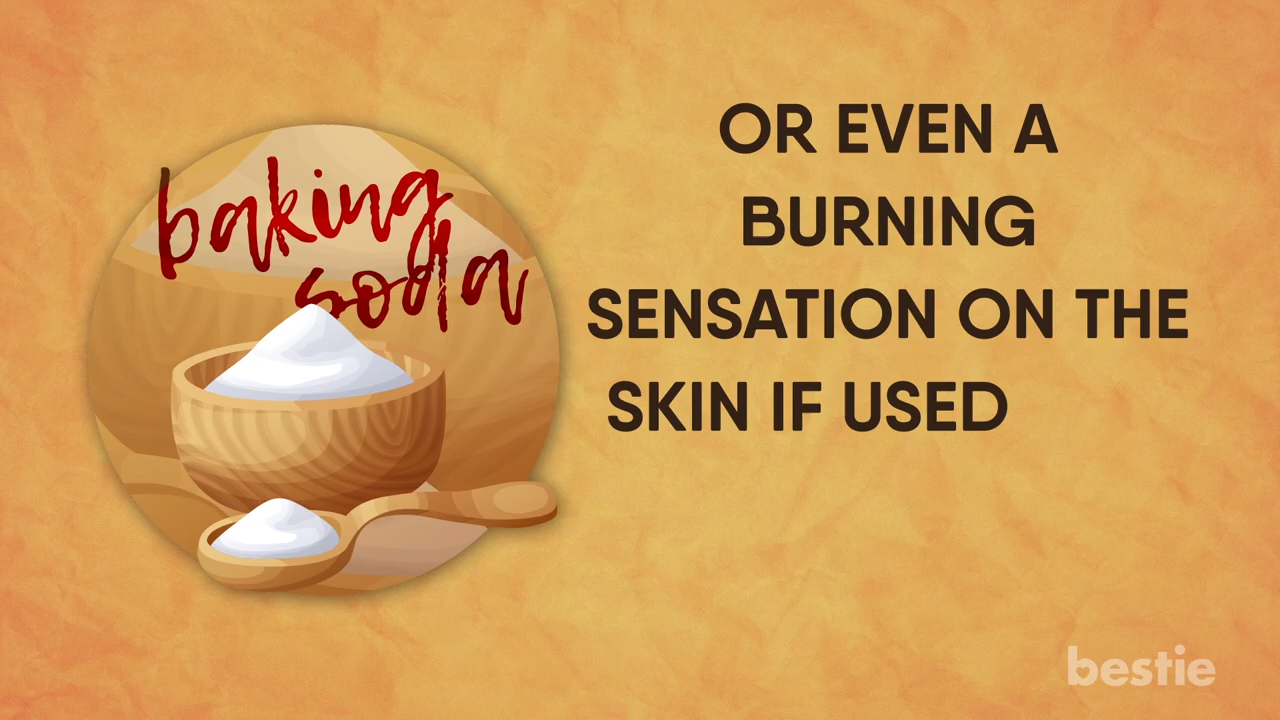 baking
soda
OR EVEN A
BURNING
SENSATION ON THE
SKIN IF USED
bestie